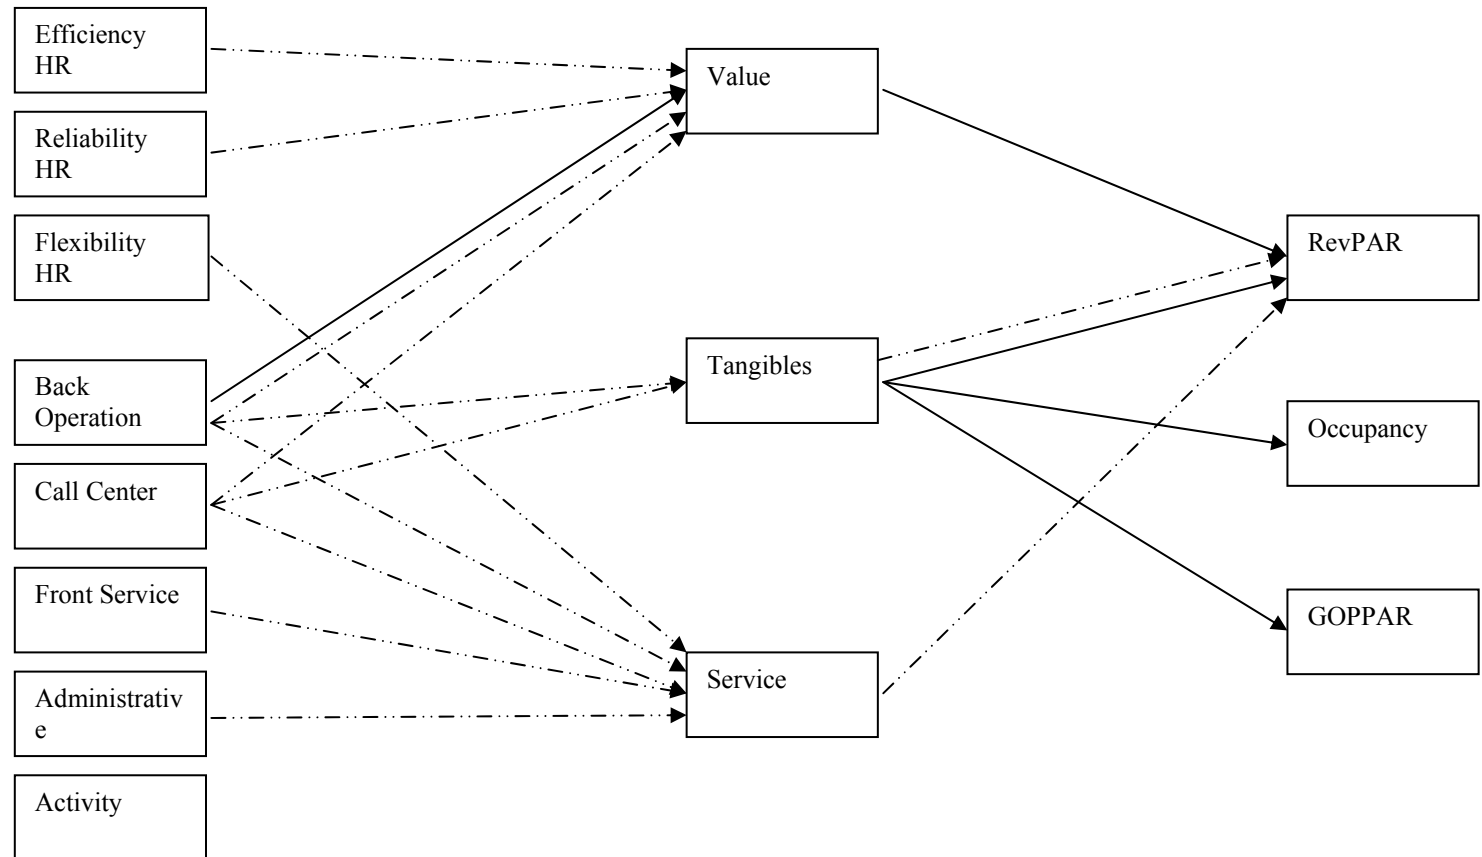 Efficiency
HR
Reliability
HR
Flexibility
HR
Back
Operation
Call Center
Front Service
Administrativ
e
Activity
Value
Tangibles
Service
RevPAR
Occupancy
GOPPAR